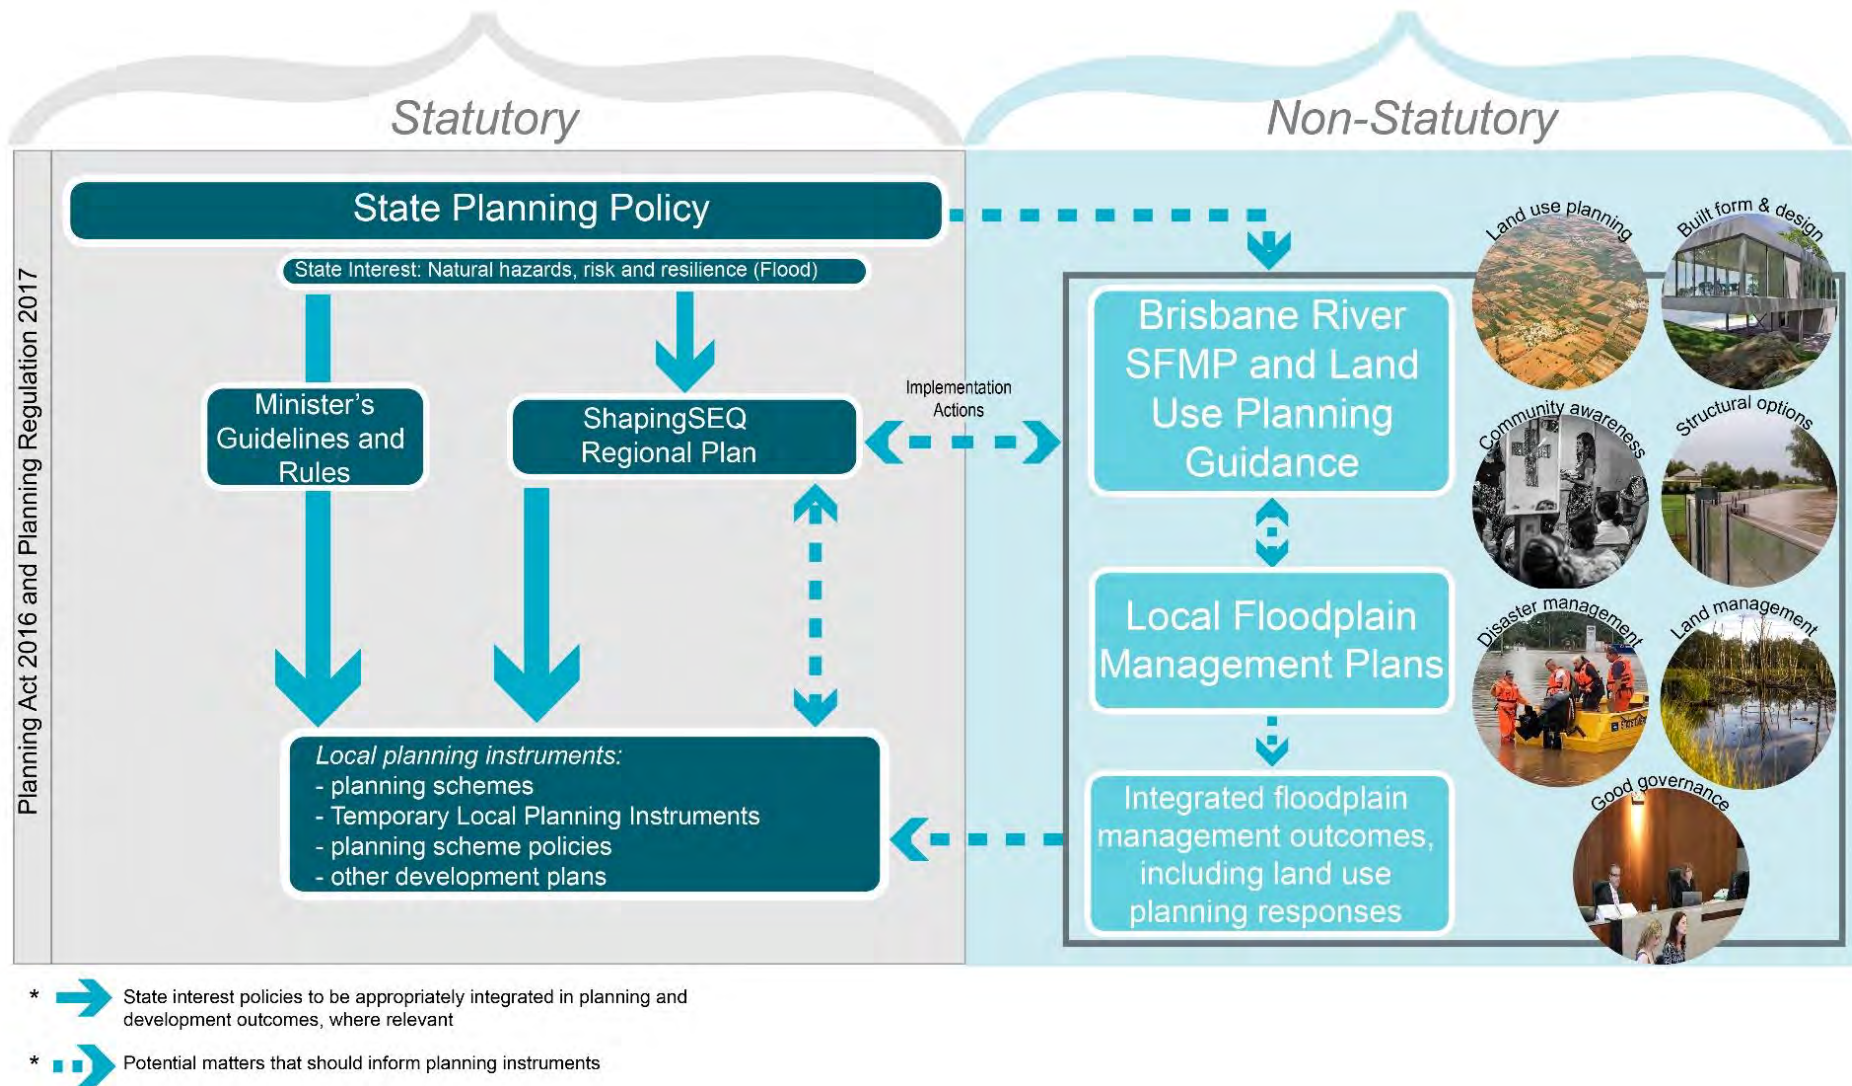 Statutory
Non-Statutory
Planning Act 2016 and Planning Regulation 2017
State Planning Policy
State Interest: Natural hazards, risk and resilience (Flood)
Minister's
Guidelines and
Rules
ShapingSEQ
Regional Plan
Implementation
Actions
Local planning instruments:
- planning schemes
- Temporary Local Planning Instruments
- planning scheme policies
- other development plans
Brisbane River
SFMP and Land
Use Planning
Guidance
Local Floodplain
Management Plans
Integrated floodplain
management outcomes,
including land use
planning responses
Land use planning
Built form & design
Community awareness
Structural options
Disaster management
Land management
Good governance
* State interest policies to be appropriately integrated in planning and
development outcomes, where relevant
* Potential matters that should inform planning instruments